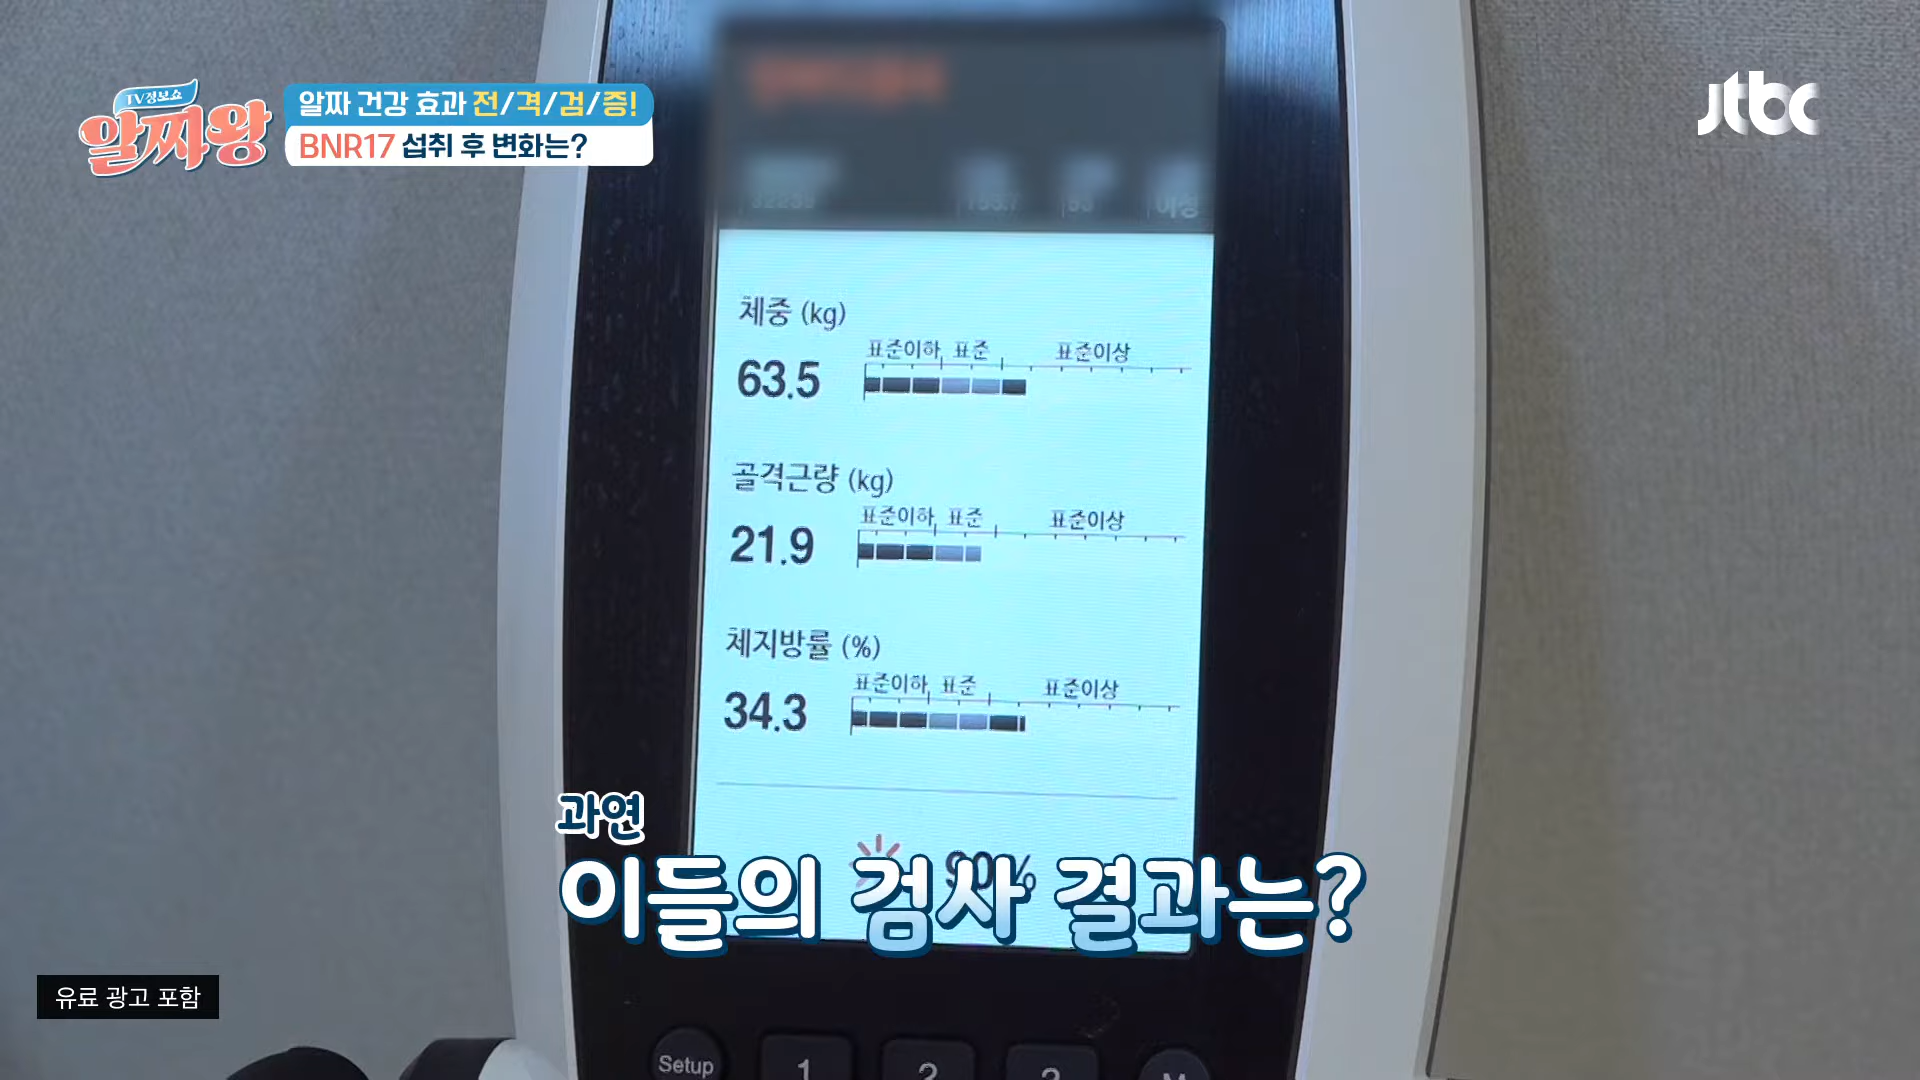 TV정보쇼
알짜왕
알짜 건강 효과 전/격/검/증!
BNR17 섭취 후 변화는?
jtbc
여성
체중 (kg)
표준이하 표준 표준이상
63.5
골격근량 (kg)
표준이하 표준 표준이상
21.9
체지방률 (%)
표준이하 표준 표준이상
34.3
90%
과연
이들의 검사 결과는?
유료 광고 포함
Setup 1 2 3 M